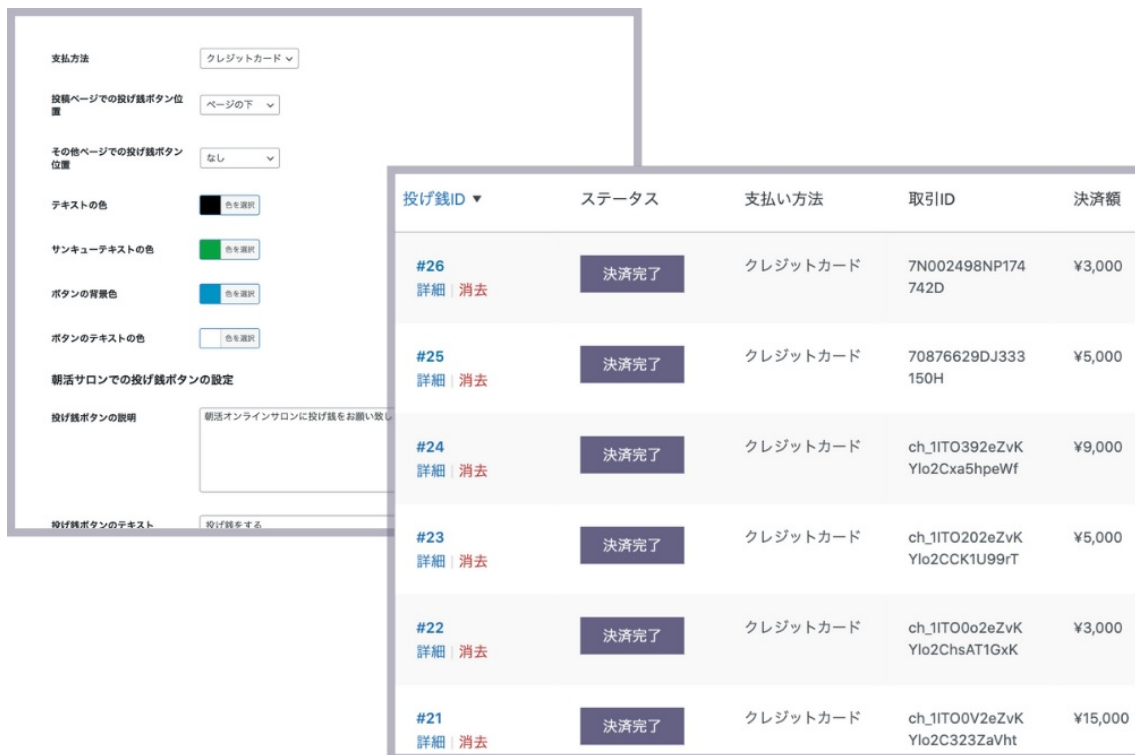 支払方法
クレジットカード
投稿ページでの投げ銭ボタン位
置
ページの下
その他ページでの投げ銭ボタン
位置
なし
テキストの色
色を選択
サンキューテキストの色
色を選択
ボタンの背景色
色を選択
ボタンのテキストの色
色を選択
朝活サロンでの投げ銭ボタンの設定
投げ銭ボタンの説明
朝活オンラインサロンに投げ銭をお願い致し
投げ銭ボタンのテキスト
投げ銭をする
投げ銭ID ▼ ステータス 支払い方法 取引ID 決済額
#26
詳細 | 消去
決済完了
クレジットカード
7N002498NP174
742D
¥3,000
#25
詳細 | 消去
決済完了
クレジットカード
70876629DJ333
150H
¥5,000
#24
詳細 | 消去
決済完了
クレジットカード
ch_1ITO392eZvK
Ylo2Cxa5hpeWf
¥9,000
#23
詳細 | 消去
決済完了
クレジットカード
ch_1ITO202eZvK
Ylo2CCK1U99rT
¥5,000
#22
詳細 | 消去
決済完了
クレジットカード
ch_1ITO0o2eZvK
Ylo2ChsAT1GxK
¥3,000
#21
詳細 | 消去
決済完了
クレジットカード
ch_1ITO0V2eZvK
Ylo2C323ZaVht
¥15,000